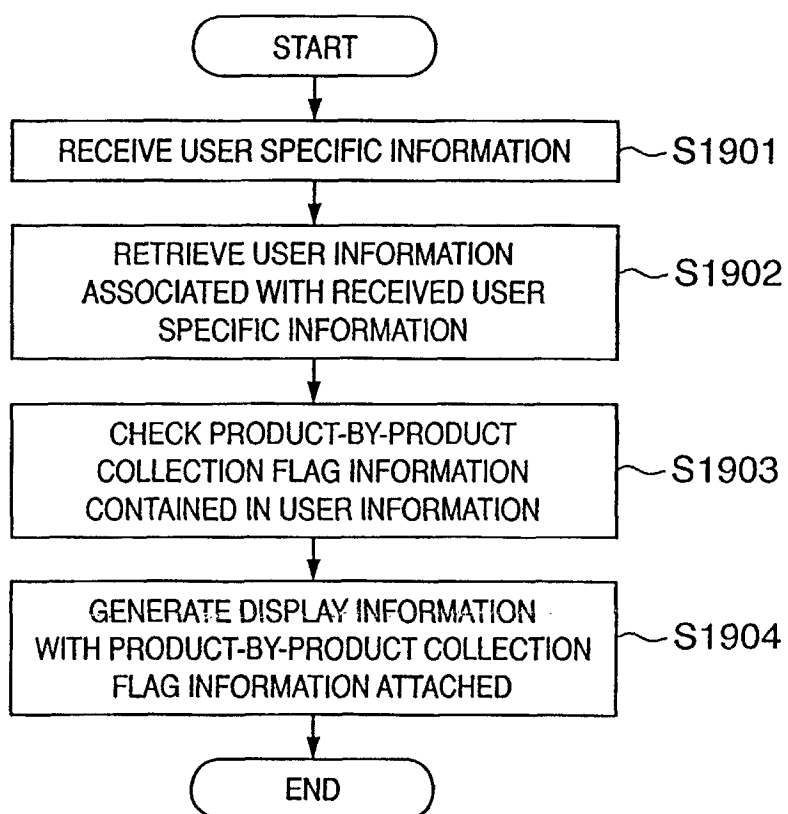 START
RECEIVE USER SPECIFIC INFORMATION
S1901
RETRIEVE USER INFORMATION
ASSOCIATED WITH RECEIVED USER
SPECIFIC INFORMATION
S1902
CHECK PRODUCT-BY-PRODUCT
COLLECTION FLAG INFORMATION
CONTAINED IN USER INFORMATION
S1903
GENERATE DISPLAY INFORMATION
WITH PRODUCT-BY-PRODUCT COLLECTION
FLAG INFORMATION ATTACHED
S1904
END